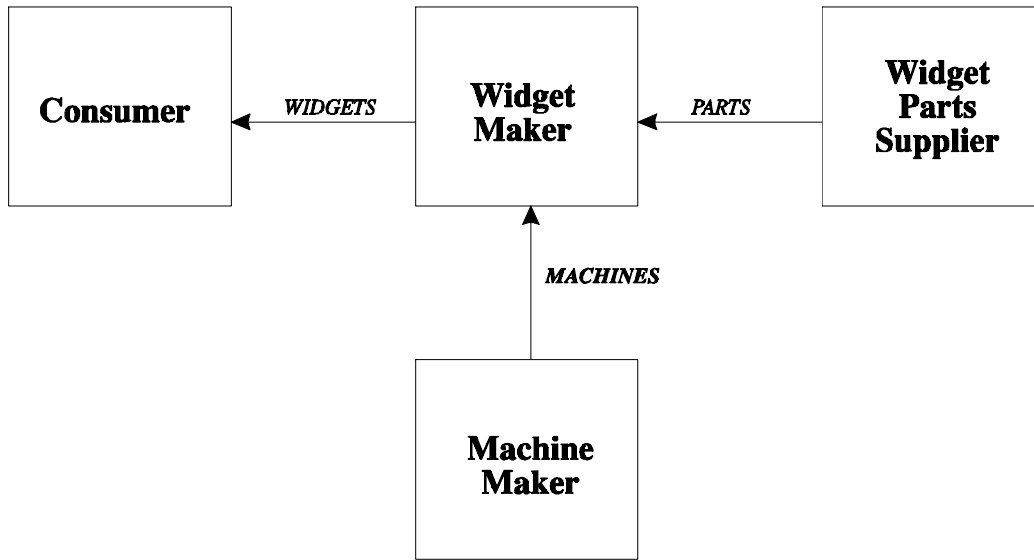 Consumer
WIDGETS
Widget
Maker
PARTS
Widget
Parts
Supplier
MACHINES
Machine
Maker